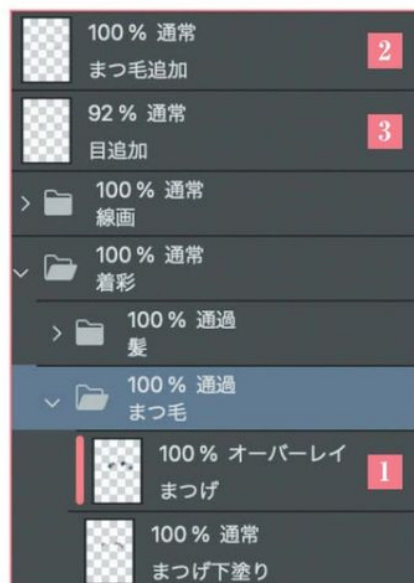 100 % 通常
まつ毛追加
2
92 % 通常
目追加
3
100 % 通常
線画
100 % 通常
着彩
100 % 通過
髪
100 % 通過
まつ毛
100 % オーバーレイ
まつげ
1
100 % 通常
まつげ下塗り